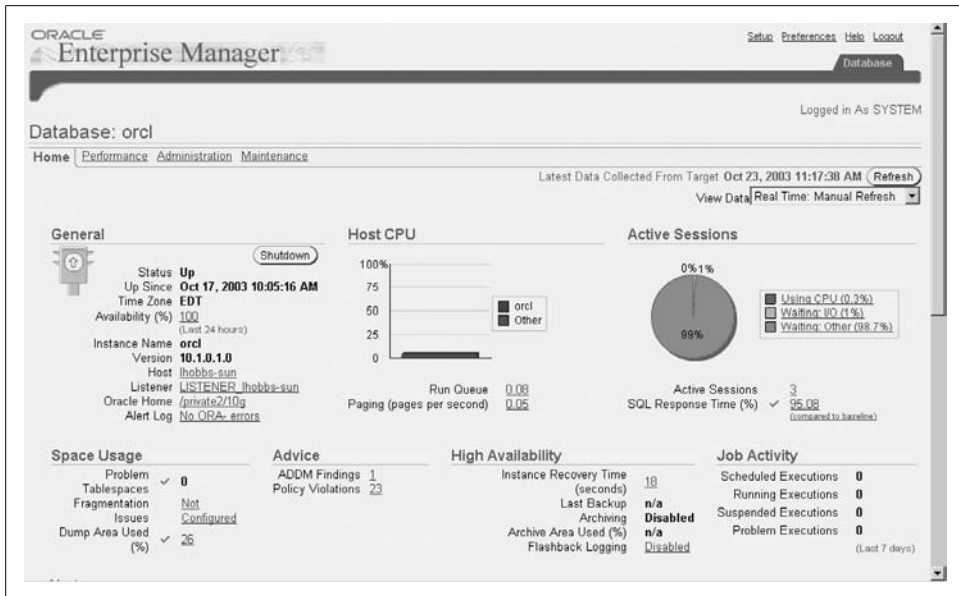 ORACLE
Enterprise Manager
Setup Preferences Help Logout
Database
Logged in As SYSTEM
Database: orcl
Home Performance Administration Maintenance
Latest Data Collected From Target Oct 23, 2003 11:17:38 AM Refresh
View Data Real Time: Manual Refresh
General
Shutdown
Status Up
Up Since Oct 17, 2003 10:05:16 AM
Time Zone EDT
Availability (%) 100
(Last 24 hours)
Instance Name orcl
Version 10.1.0.1.0
Host lhobbs-sun
Listener LISTENER_lhobbs-sun
Oracle Home /private2/10g
Alert Log No ORA- errors
Host CPU
100%
75
50
25
0
orcl
Other
Run Queue 0.08
Paging (pages per second) 0.05
Active Sessions
0% 1%
99%
Using CPU (0.3%)
Waiting: I/O (1%)
Waiting: Other (98.7%)
Active Sessions 3
SQL Response Time (%) 95.08
(compared to baseline)
Space Usage
Problem Tablespaces 0
Fragmentation Issues Not Configured
Dump Area Used (%) 26
Advice
ADDM Findings 1
Policy Violations 23
High Availability
Instance Recovery Time (seconds) 18
Last Backup n/a
Archiving Disabled
Archive Area Used (%) n/a
Flashback Logging Disabled
Job Activity
Scheduled Executions 0
Running Executions 0
Suspended Executions 0
Problem Executions 0
(Last 7 days)